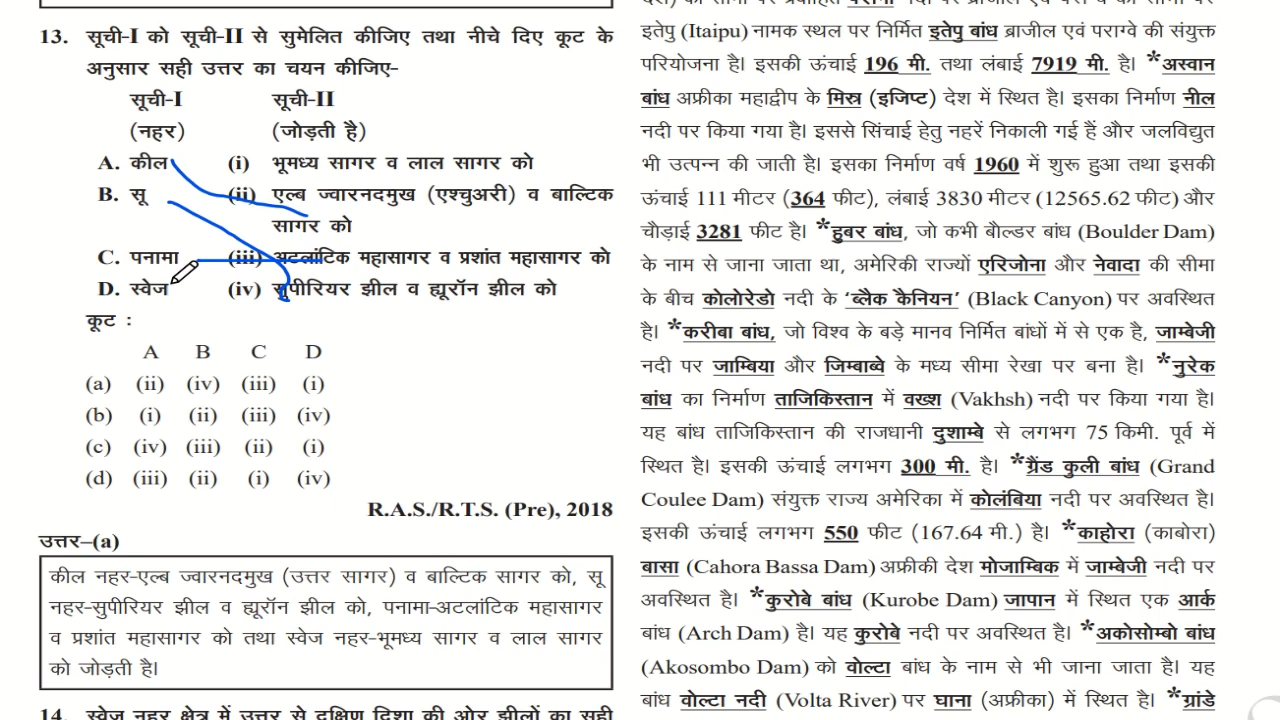 13. सूची-I को सूची-II से सुमेलित कीजिए तथा नीचे दिए कूट के
अनुसार सही उत्तर का चयन कीजिए-
सूची-I सूची-II
(नहर) (जोड़ती है)
A. कील (i) भूमध्य सागर व लाल सागर को
B. सू (ii) एल्ब ज्वारनदमुख (एश्चुअरी) व बाल्टिक
सागर को
C. पनामा (iii) अटलांटिक महासागर व प्रशांत महासागर को
D. स्वेज (iv) सुपीरियर झील व ह्यूरॉन झील को
कूट :
A B C D
(a) (ii) (iv) (iii) (i)
(b) (i) (ii) (iii) (iv)
(c) (iv) (iii) (ii) (i)
(d) (iii) (ii) (i) (iv)
R.A.S./R.T.S. (Pre), 2018
उत्तर–(a)
कील नहर-एल्ब ज्वारनदमुख (उत्तर सागर) व बाल्टिक सागर को, सू
नहर-सुपीरियर झील व ह्यूरॉन झील को, पनामा-अटलांटिक महासागर
व प्रशांत महासागर को तथा स्वेज नहर-भूमध्य सागर व लाल सागर
को जोड़ती है।
14. स्वेज नहर क्षेत्र में उत्तर से दक्षिण दिशा की ओर झीलों का सही
इतेपु (Itaipu) नामक स्थल पर निर्मित इतेपु बांध ब्राजील एवं पराग्वे की संयुक्त
परियोजना है। इसकी ऊंचाई 196 मी. तथा लंबाई 7919 मी. है। *अस्वान
बांध अफ्रीका महाद्वीप के मिस्र (इजिप्ट) देश में स्थित है। इसका निर्माण नील
नदी पर किया गया है। इससे सिंचाई हेतु नहरें निकाली गई हैं और जलविद्युत
भी उत्पन्न की जाती है। इसका निर्माण वर्ष 1960 में शुरू हुआ तथा इसकी
ऊंचाई 111 मीटर (364 फीट), लंबाई 3830 मीटर (12565.62 फीट) और
चौड़ाई 3281 फीट है। *हुबर बांध, जो कभी बोल्डर बांध (Boulder Dam)
के नाम से जाना जाता था, अमेरिकी राज्यों एरिजोना और नेवादा की सीमा
के बीच कोलोरेडो नदी के ‘ब्लैक कैनियन’ (Black Canyon) पर अवस्थित
है। *करीबा बांध, जो विश्व के बड़े मानव निर्मित बांधों में से एक है, जाम्बेजी
नदी पर जाम्बिया और जिम्बाब्वे के मध्य सीमा रेखा पर बना है। *नुरेक
बांध का निर्माण ताजिकिस्तान में वख्श (Vakhsh) नदी पर किया गया है।
यह बांध ताजिकिस्तान की राजधानी दुशाम्बे से लगभग 75 किमी. पूर्व में
स्थित है। इसकी ऊंचाई लगभग 300 मी. है। *ग्रैंड कुली बांध (Grand
Coulee Dam) संयुक्त राज्य अमेरिका में कोलंबिया नदी पर अवस्थित है।
इसकी ऊंचाई लगभग 550 फीट (167.64 मी.) है। *काहोरा (काबोरा)
बासा (Cahora Bassa Dam) अफ्रीकी देश मोजाम्बिक में जाम्बेजी नदी पर
अवस्थित है। *कुरोबे बांध (Kurobe Dam) जापान में स्थित एक आर्क
बांध (Arch Dam) है। यह कुरोबे नदी पर अवस्थित है। *अकोसोम्बो बांध
(Akosombo Dam) को वोल्टा बांध के नाम से भी जाना जाता है। यह
बांध वोल्टा नदी (Volta River) पर घाना (अफ्रीका) में स्थित है। *ग्रांडे